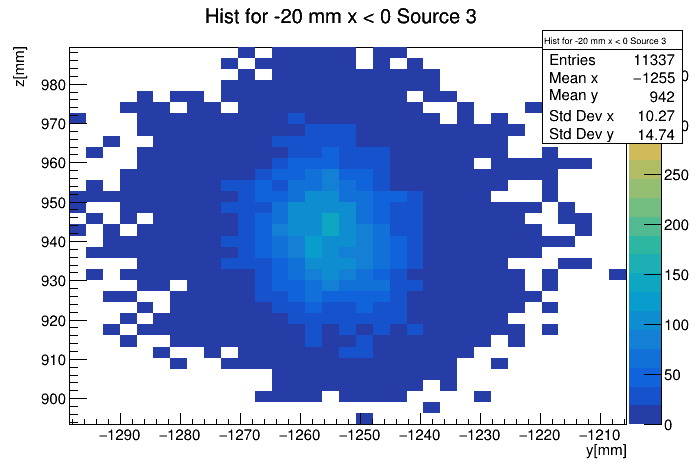 Hist for -20 mm x < 0 Source 3
z[mm]
Hist for -20 mm x < 0 Source 3
Entries 11337
Mean x −1255
Mean y 942
Std Dev x 10.27
Std Dev y 14.74
980
970
960
950
940
930
920
910
900
250
200
150
100
50
0
−1290 −1280 −1270 −1260 −1250 −1240 −1230 −1220 −1210
y[mm]